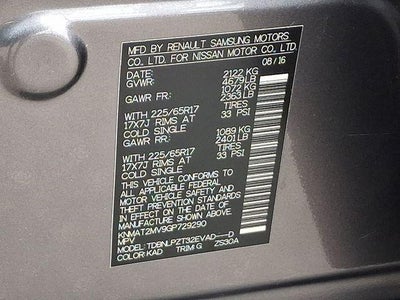 MFD BY RENAULT SAMSUNG MOTORS
CO. LTD. FOR NISSAN MOTOR CO. LTD.
DATE: 08/16
GVWR: 2122 KG
4679LB
GAWR FR: 1072 KG
2363LB
WITH 225/65R17 TIRES
17X7J RIMS AT 33 PSI
COLD SINGLE
GAWR RR: 1089 KG
2401LB
WITH 225/65R17 TIRES
17X7J RIMS AT 33 PSI
COLD SINGLE
THIS VEHICLE CONFORMS TO
ALL APPLICABLE FEDERAL
MOTOR VEHICLE SAFETY AND
THEFT PREVENTION STANDARDS
IN EFFECT ON THE DATE OF
MANUFACTURE SHOWN ABOVE.
KNMAT2MV9GP729290
MPV
MODEL: TDBNLPZT32EVAD---D
COLOR KAD TRIM G ZS30A